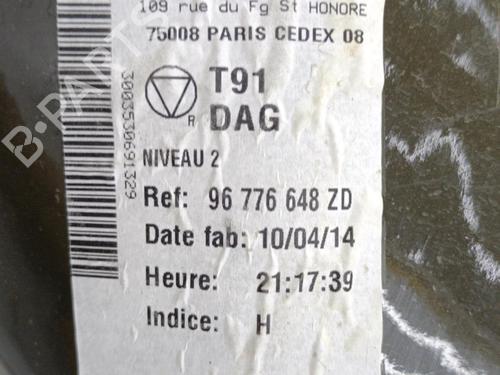 109 rue du Fg St HONORE
75008 PARIS CEDEX 08
T91
R DAG
NIVEAU 2
Ref: 96 776 648 ZD
Date fab: 10/04/14
Heure: 21:17:39
Indice: H
3003530691329
B-PARTS